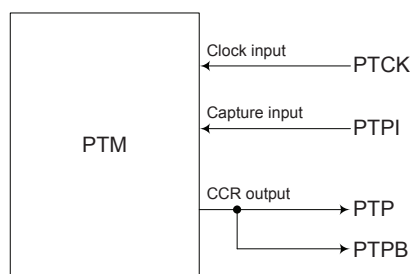 Clock input
PTCK
Capture input
PTPI
PTM
CCR output
PTP
PTPB